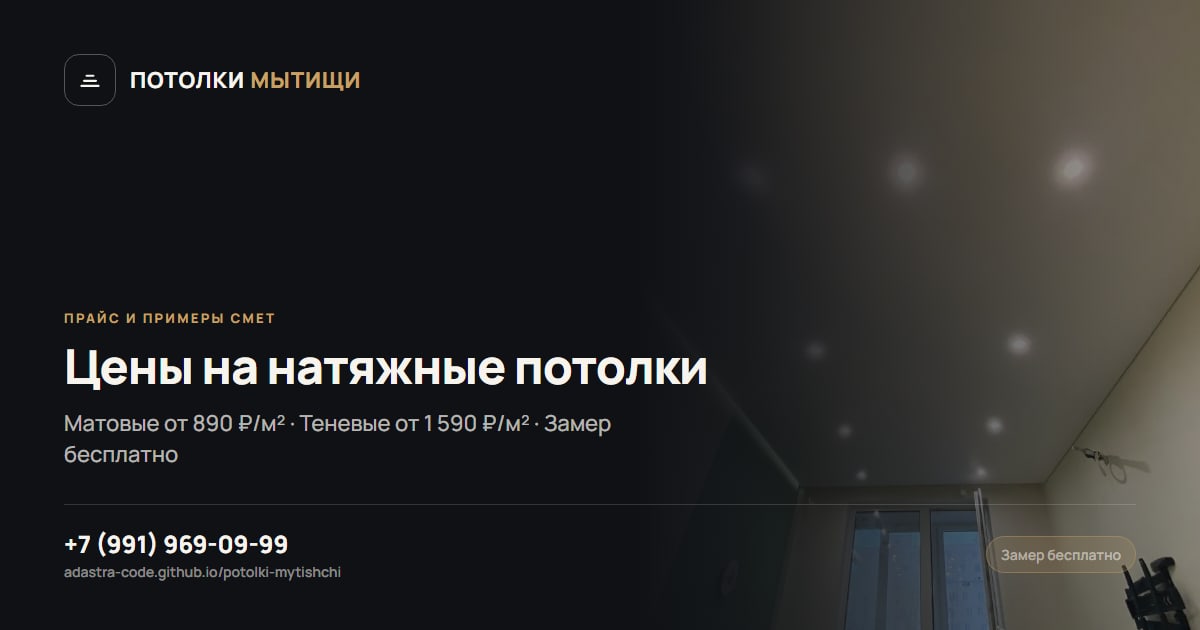 ПОТОЛКИ МЫТИЩИ
ПРАЙС И ПРИМЕРЫ СМЕТ
Цены на натяжные потолки
Матовые от 890 ₽/м² · Теневые от 1 590 ₽/м² · Замер
бесплатно
+7 (991) 969-09-99
adastra-code.github.io/potolki-mytishchi
Замер бесплатно